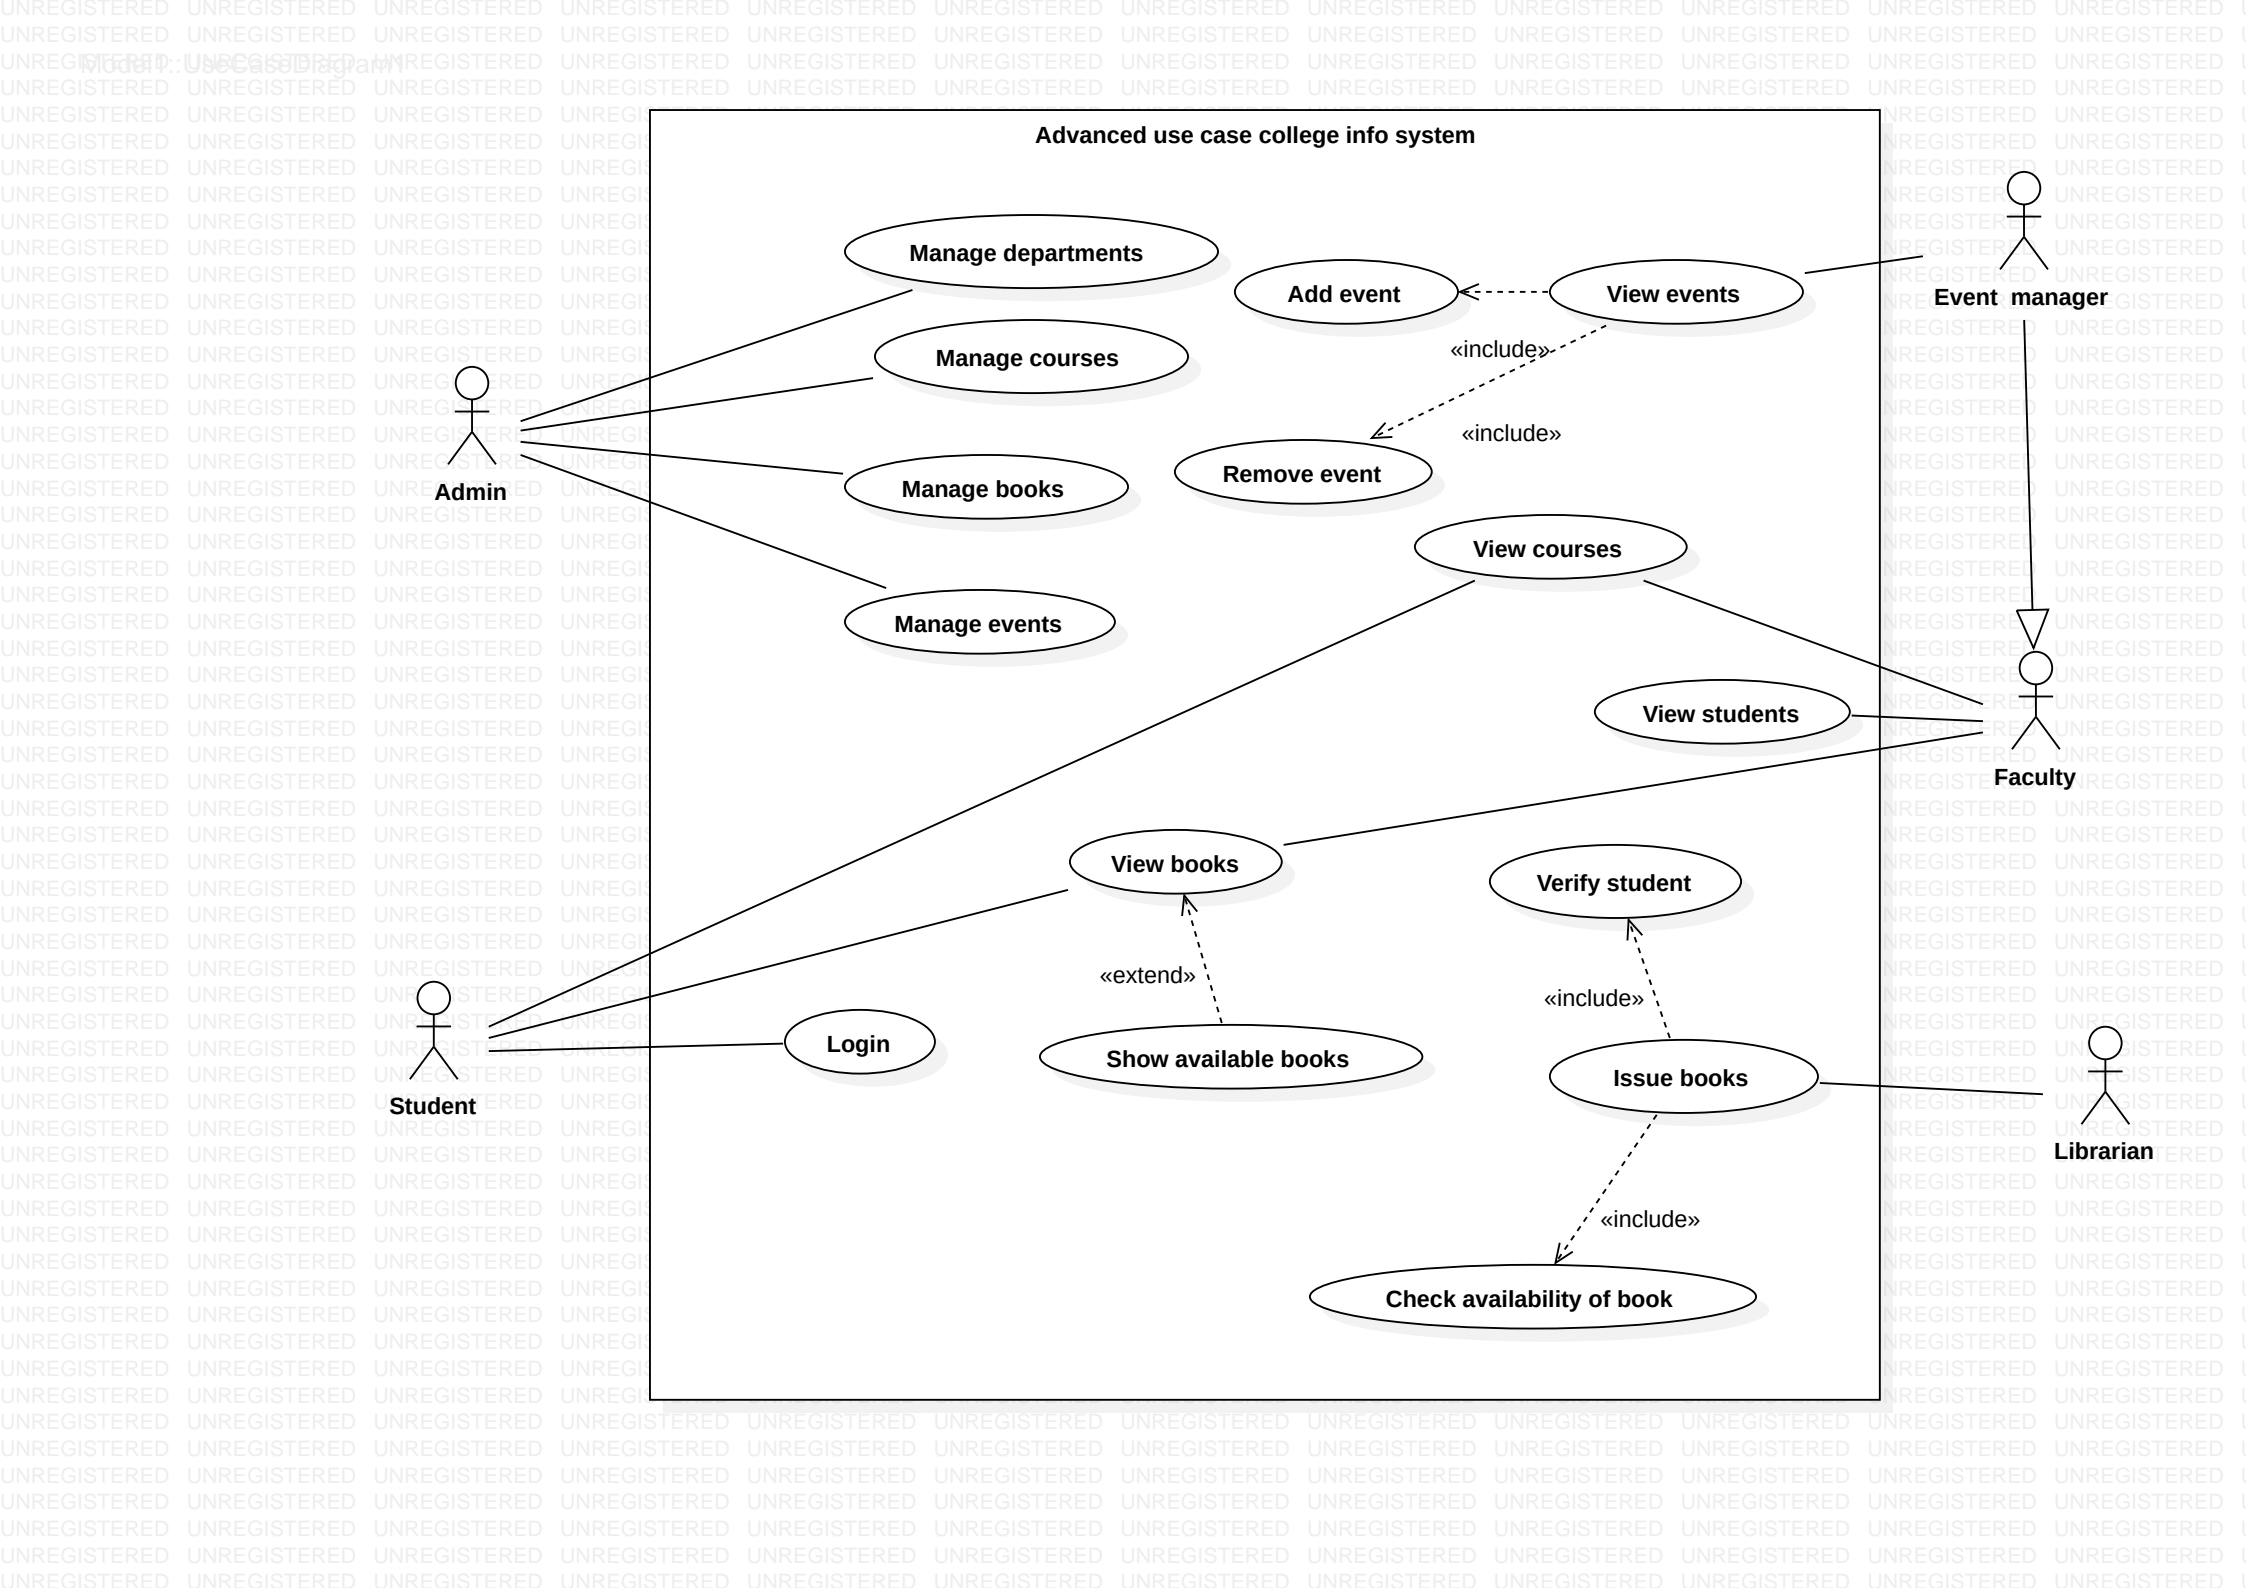 Model1::UseCaseDiagram1
Advanced use case college info system
Manage departments
Add event
View events
Event  manager
«include»
Manage courses
«include»
Remove event
Admin
Manage books
View courses
Manage events
View students
Faculty
View books
Verify student
«extend»
«include»
Login
Show available books
Issue books
Student
Librarian
«include»
Check availability of book
UNREGISTERED